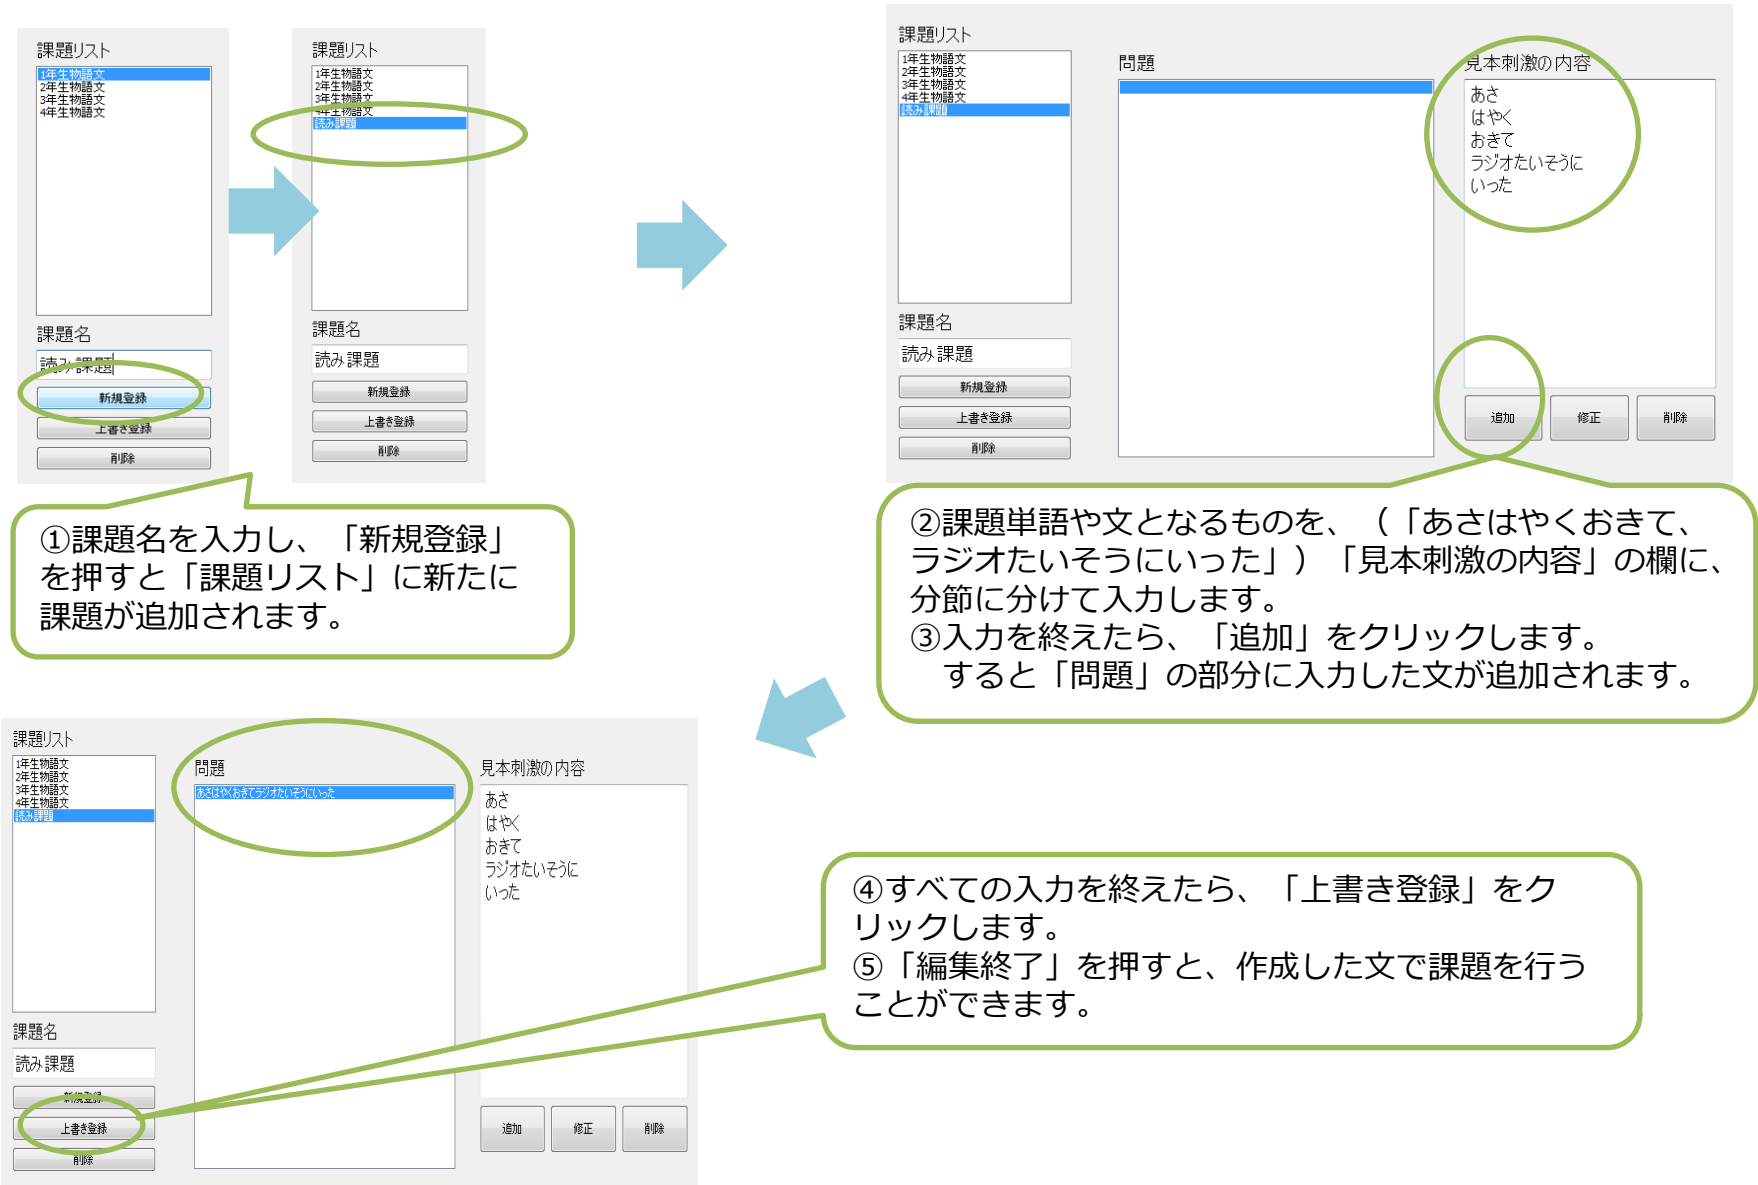 課題リスト
1年生物語文
2年生物語文
3年生物語文
4年生物語文
課題名
読み課題
新規登録
上書き登録
削除
課題リスト
1年生物語文
2年生物語文
3年生物語文
4年生物語文
読み課題
課題名
読み課題
新規登録
上書き登録
削除
課題リスト
1年生物語文
2年生物語文
3年生物語文
4年生物語文
読み課題
課題名
読み課題
新規登録
上書き登録
削除
問題
見本刺激の内容
あさ
はやく
おきて
ラジオたいそうに
いった
追加 修正 削除
①課題名を入力し、「新規登録」
を押すと「課題リスト」に新たに
課題が追加されます。
②課題単語や文となるものを、（「あさはやくおきて、
ラジオたいそうにいった」）「見本刺激の内容」の欄に、
分節に分けて入力します。
③入力を終えたら、「追加」をクリックします。
すると「問題」の部分に入力した文が追加されます。
課題リスト
1年生物語文
2年生物語文
3年生物語文
4年生物語文
読み課題
課題名
読み課題
新規登録
上書き登録
削除
問題
あさはやくおきてラジオたいそうにいった
見本刺激の内容
あさ
はやく
おきて
ラジオたいそうに
いった
追加 修正 削除
④すべての入力を終えたら、「上書き登録」をク
リックします。
⑤「編集終了」を押すと、作成した文で課題を行う
ことができます。